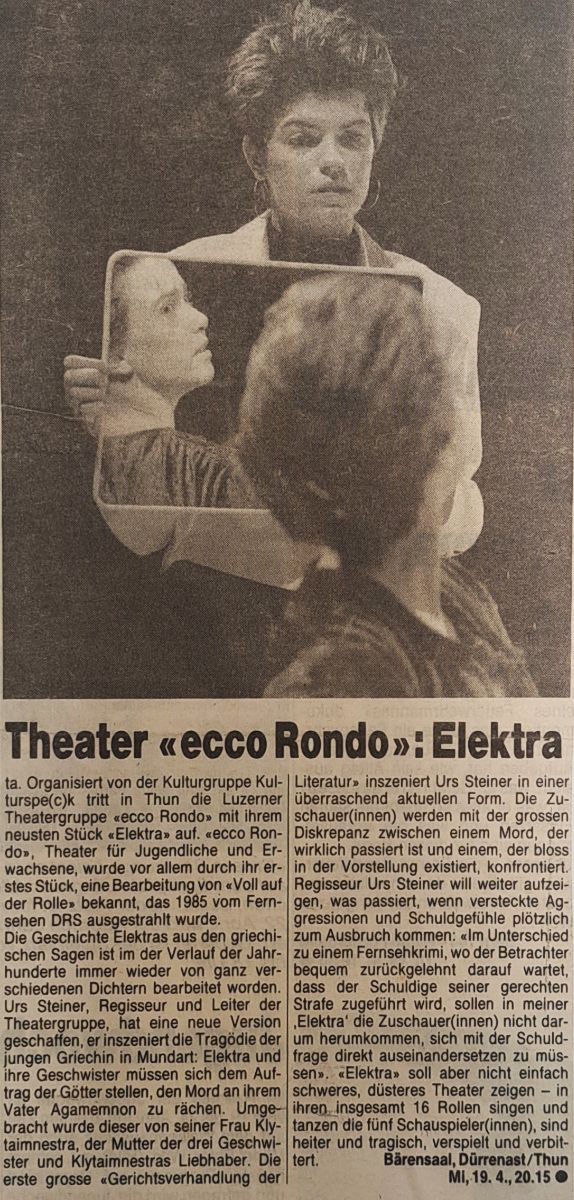 Theater «ecco Rondo»: Elektra
ta. Organisiert von der Kulturgruppe Kul-
turspe(c)k tritt in Thun die Luzerner
Theatergruppe «ecco Rondo» mit ihrem
neusten Stück «Elektra» auf. «ecco Ron-
do», Theater für Jugendliche und Er-
wachsene, wurde vor allem durch ihr er-
stes Stück, eine Bearbeitung von «Voll auf
der Rolle» bekannt, das 1985 vom Fern-
sehen DRS ausgestrahlt wurde.
Die Geschichte Elektras aus den griechi-
schen Sagen ist im der Verlauf der Jahr-
hunderte immer wieder von ganz ver-
schiedenen Dichtern bearbeitet worden.
Urs Steiner, Regisseur und Leiter der
Theatergruppe, hat eine neue Version
geschaffen, er inszeniert die Tragödie der
jungen Griechin in Mundart: Elektra und
ihre Geschwister müssen sich dem Auf-
trag der Götter stellen, den Mord an ihrem
Vater Agamemnon zu rächen. Umge-
bracht wurde dieser von seiner Frau Kly-
taimnestra, der Mutter der drei Geschwi-
ster und Klytaimnestras Liebhaber. Die
erste grosse «Gerichtsverhandlung der
Literatur» inszeniert Urs Steiner in einer
überraschend aktuellen Form. Die Zu-
schauer(innen) werden mit der grossen
Diskrepanz zwischen einem Mord, der
wirklich passiert ist und einem, der bloss
in der Vorstellung existiert, konfrontiert.
Regisseur Urs Steiner will weiter aufzei-
gen, was passiert, wenn versteckte Ag-
gressionen und Schuldgefühle plötzlich
zum Ausbruch kommen: «Im Unterschied
zu einem Fernsehkrimi, wo der Betrachter
bequem zurückgelehnt darauf wartet,
dass der Schuldige seiner gerechten
Strafe zugeführt wird, sollen in meiner
‚Elektra' die Zuschauer(innen) nicht dar-
um herumkommen, sich mit der Schuld-
frage direkt auseinandersetzen zu müs-
sen». «Elektra» soll aber nicht einfach
schweres, düsteres Theater zeigen – in
ihren insgesamt 16 Rollen singen und
tanzen die fünf Schauspieler(innen), sind
heiter und tragisch, verspielt und verbit-
tert. Bärensaal, Dürrenast/Thun
Mi, 19. 4., 20.15 ●